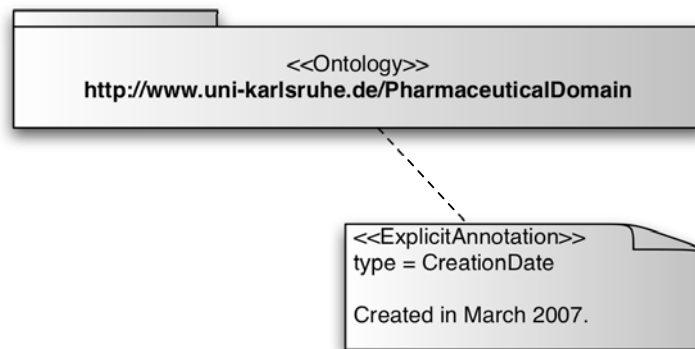 <<Ontology>>
http://www.uni-karlsruhe.de/PharmaceuticalDomain
<<ExplicitAnnotation>>
type = CreationDate
Created in March 2007.